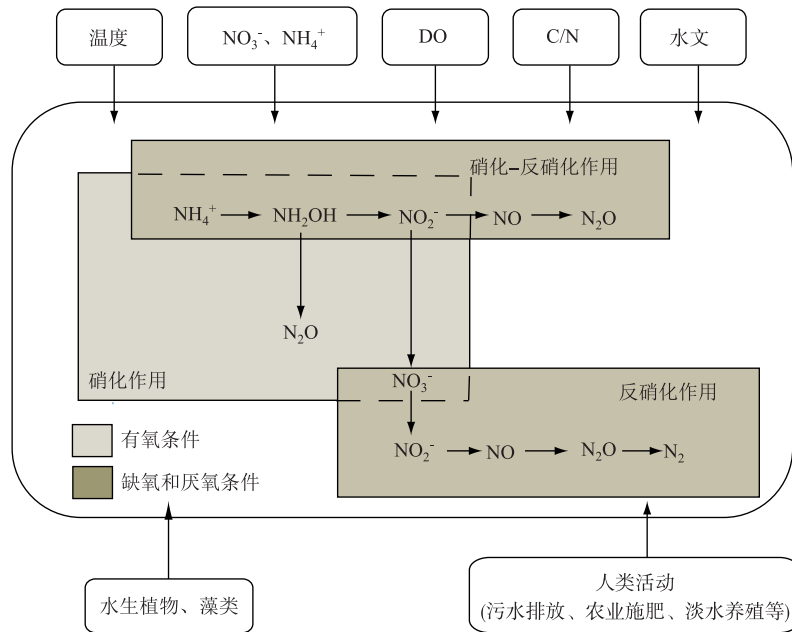 温度
NO₃⁻、NH₄⁺
DO
C/N
水文
硝化–反硝化作用
NH₄⁺ NH₂OH NO₂⁻ NO N₂O
N₂O
硝化作用
NO₃⁻
反硝化作用
有氧条件
NO₂⁻ NO N₂O N₂
缺氧和厌氧条件
水生植物、藻类
人类活动
(污水排放、农业施肥、淡水养殖等)